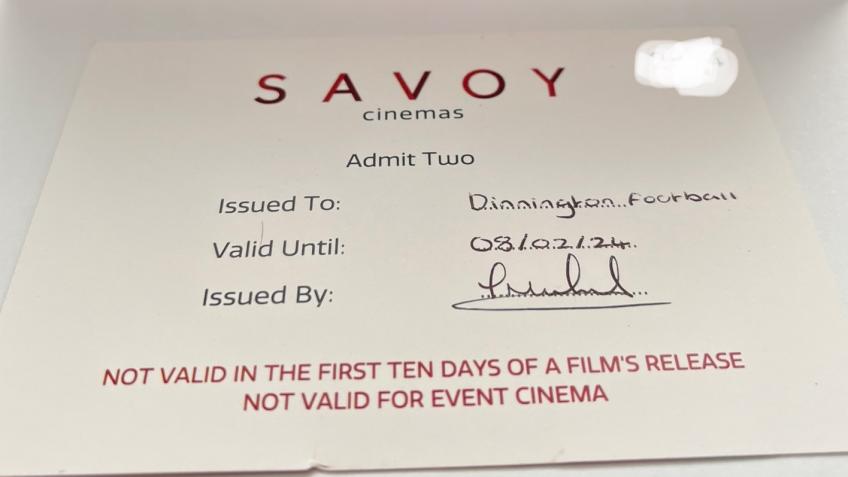 SAVOY
cinemas
Admit Two
Issued To: Dinnington Football
Valid Until: 08/02/24
Issued By:
NOT VALID IN THE FIRST TEN DAYS OF A FILM'S RELEASE
NOT VALID FOR EVENT CINEMA